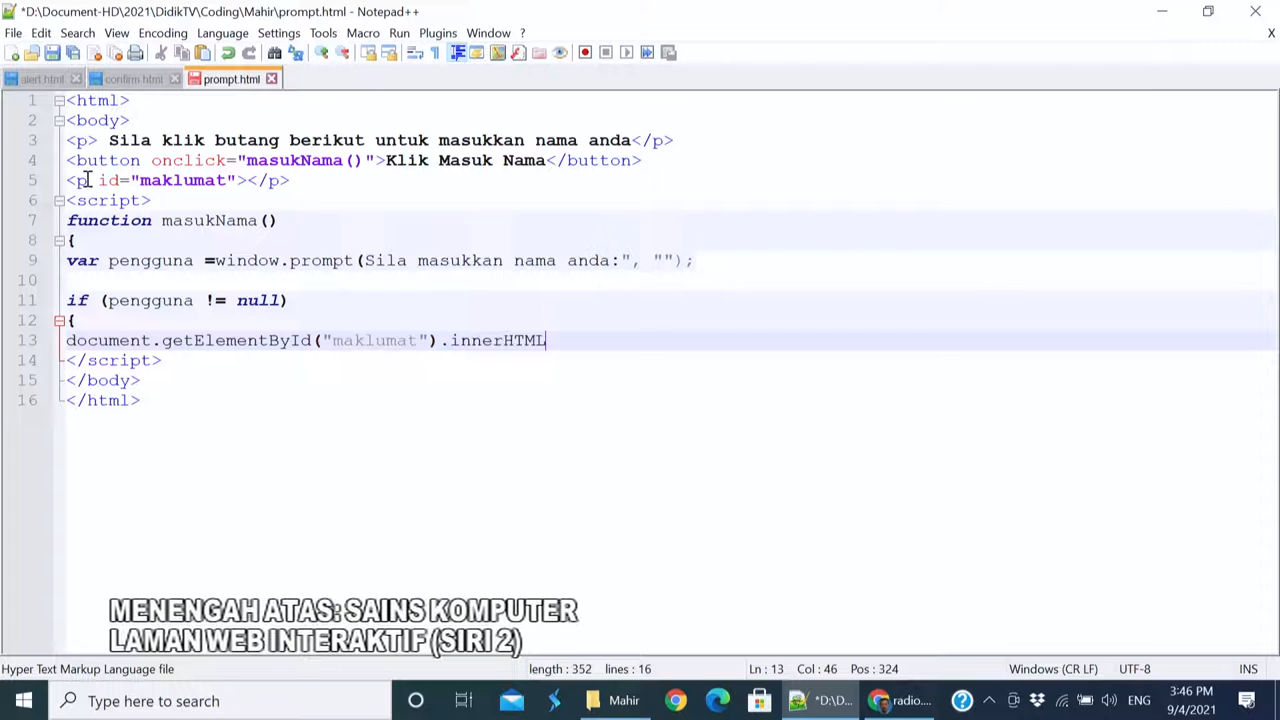 *D:\Document-HD\2021\DidikTV\Coding\Mahir\prompt.html - Notepad++
File Edit Search View Encoding Language Settings Tools Macro Run Plugins Window ? X
alert.html confirm.html prompt.html
1 <html>
2 <body>
3 <p> Sila klik butang berikut untuk masukkan nama anda</p>
4 <button onclick="masukNama()">Klik Masuk Nama</button>
5 <p id="maklumat"></p>
6 <script>
7 function masukNama()
8 {
9 var pengguna =window.prompt(Sila masukkan nama anda:", "");
10
11 if (pengguna != null)
12 {
13 document.getElementById("maklumat").innerHTML
14 </script>
15 </body>
16 </html>
MENENGAH ATAS: SAINS KOMPUTER
LAMAN WEB INTERAKTIF (SIRI 2)
Hyper Text Markup Language file length : 352 lines : 16 Ln : 13 Col : 46 Pos : 324 Windows (CR LF) UTF-8 INS
Type here to search Mahir *D:\D... radio.... ENG 3:46 PM
9/4/2021